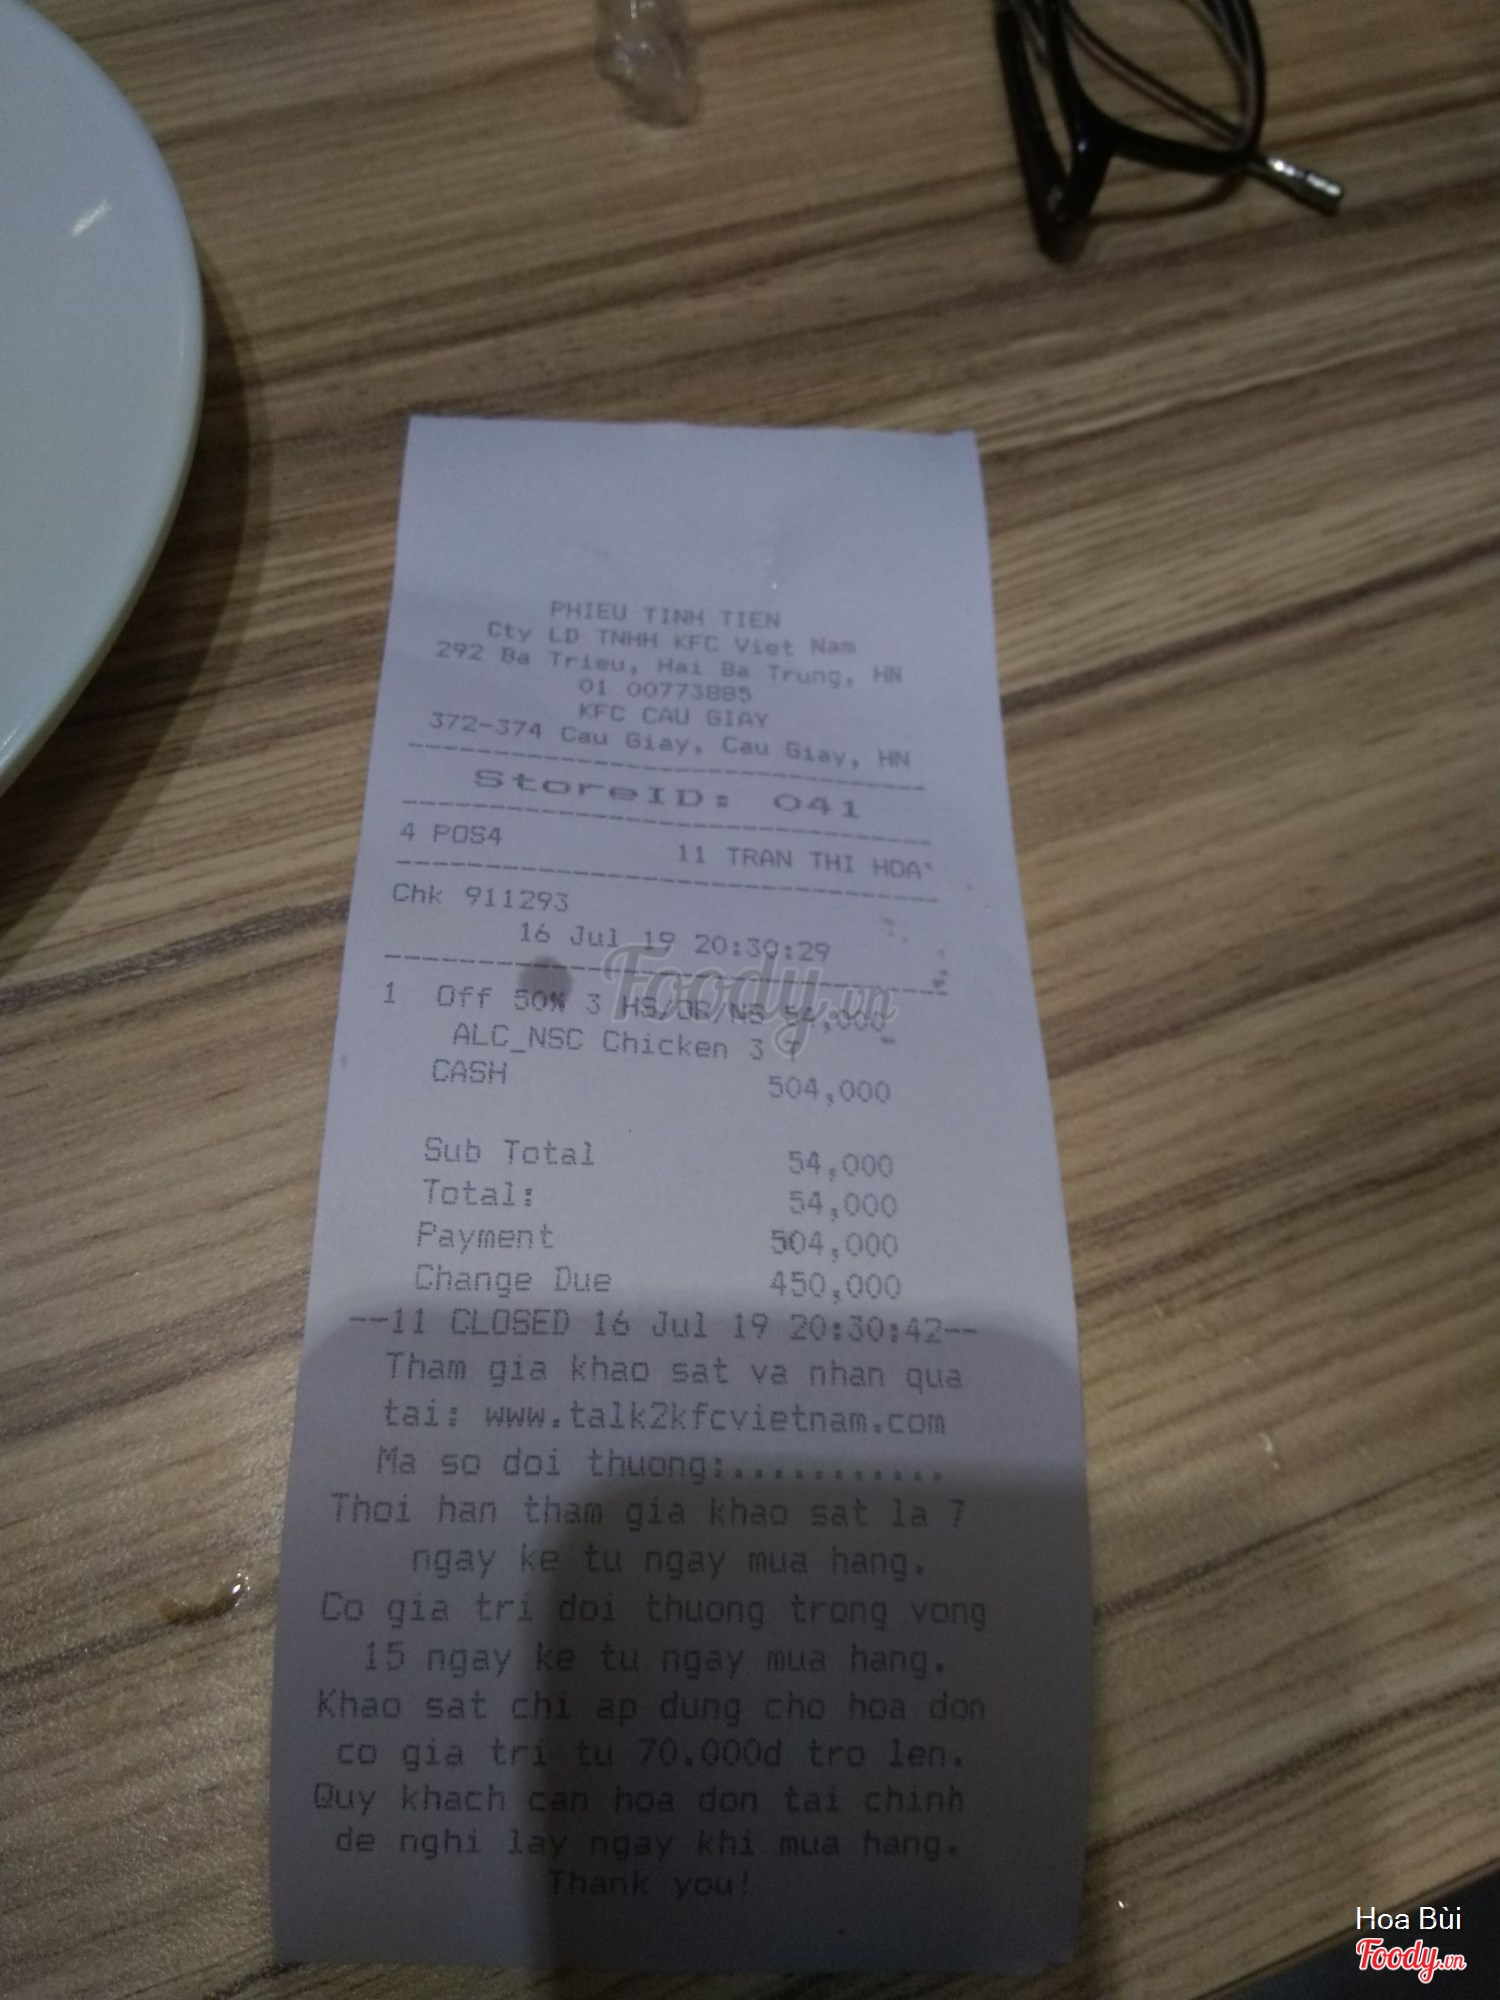 PHIEU TINH TIEN
Cty LD TNHH KFC Viet Nam
292 Ba Trieu, Hai Ba Trung, HN
01 00773885
KFC CAU GIAY
372-374 Cau Giay, Cau Giay, HN
StoreID: 041
4 POS4 11 TRAN THI HOA
Chk 911293
16 Jul 19 20:30:29
1 Off 50% 3 HS/OR/NS 54,000
ALC_NSC Chicken 3
CASH 504,000
Sub Total 54,000
Total: 54,000
Payment 504,000
Change Due 450,000
--11 CLOSED 16 Jul 19 20:30:42--
Tham gia khao sat va nhan qua
tai: www.talk2kfcvietnam.com
Ma so doi thuong:...........
Thoi han tham gia khao sat la 7
ngay ke tu ngay mua hang.
Co gia tri doi thuong trong vong
15 ngay ke tu ngay mua hang.
Khao sat chi ap dung cho hoa don
co gia tri tu 70.000d tro len.
Quy khach can hoa don tai chinh
de nghi lay ngay khi mua hang.
Thank you!
Foody.vn
Hoa Bùi
Foody.vn